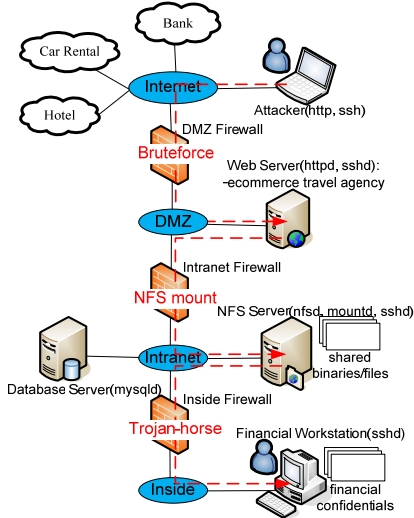 Bank
Car Rental
Internet
Hotel
Attacker(http, ssh)
DMZ Firewall
Bruteforce
Web Server(httpd, sshd):
-ecommerce travel agency
DMZ
Intranet Firewall
NFS mount
NFS Server(nfsd, mountd, sshd)
shared
binaries/files
Intranet
Database Server(mysqld)
Inside Firewall
Trojan-horse
Financial Workstation(sshd)
financial
confidentials
Inside